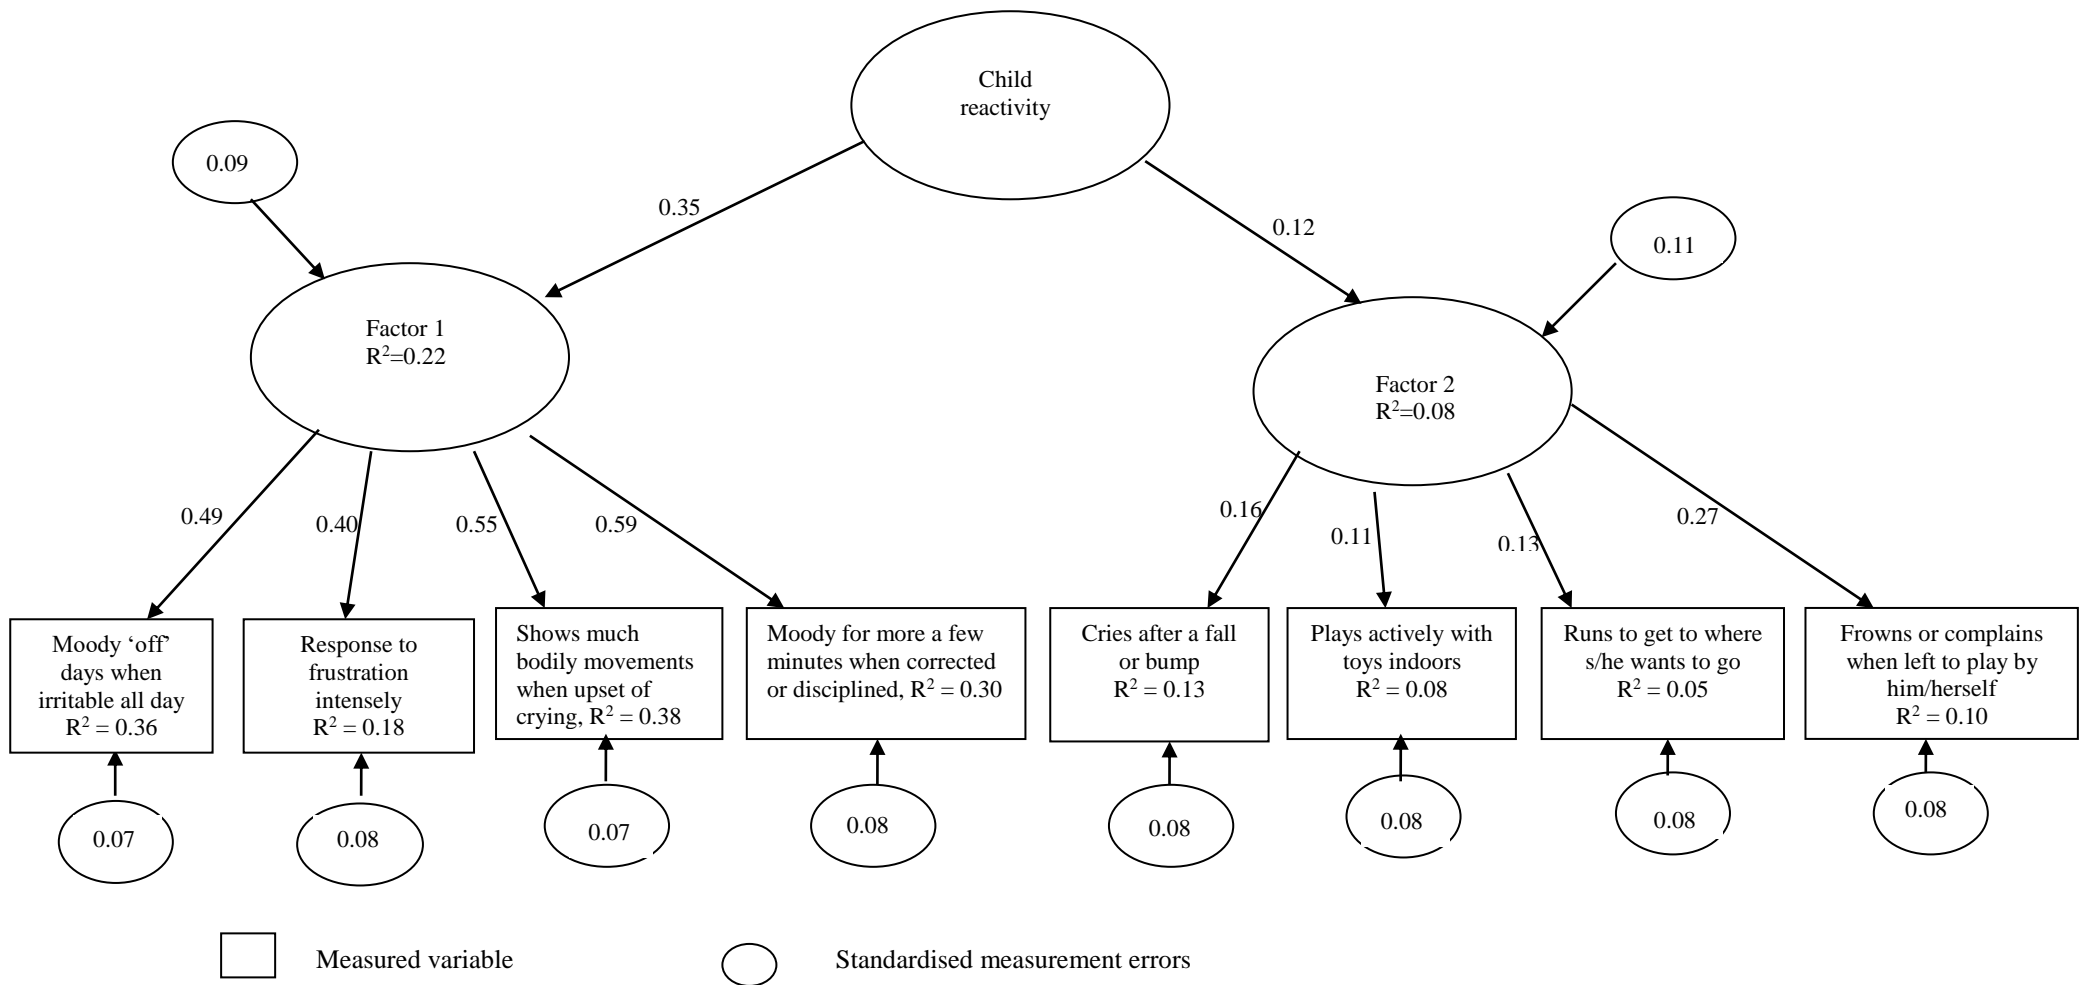 Child
reactivity
0.09
0.35
0.12
0.11
Factor 1
R²=0.22
Factor 2
R²=0.08
0.49
0.40
0.55
0.59
0.16
0.11
0.13
0.27
Moody ‘off’
days when
irritable all day
R² = 0.36
Response to
frustration
intensely
R² = 0.18
Shows much
bodily movements
when upset of
crying, R² = 0.38
Moody for more a few
minutes when corrected
or disciplined, R² = 0.30
Cries after a fall
or bump
R² = 0.13
Plays actively with
toys indoors
R² = 0.08
Runs to get to where
s/he wants to go
R² = 0.05
Frowns or complains
when left to play by
him/herself
R² = 0.10
0.07
0.08
0.07
0.08
0.08
0.08
0.08
0.08
Measured variable
Standardised measurement errors